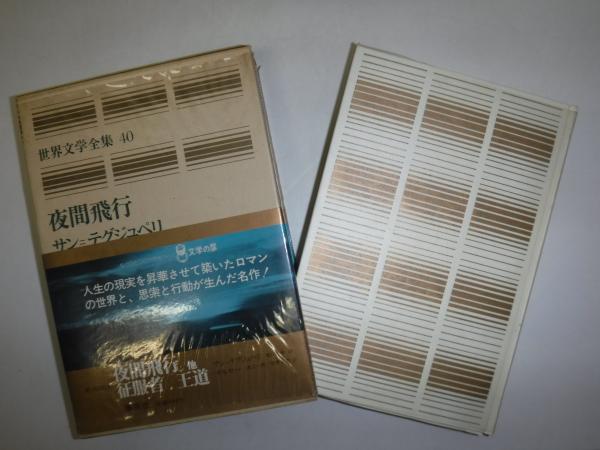 世界文学全集 40
夜間飛行
サン=テグジュペリ
文学の扉
人生の現実を昇華させて築いたロマン
の世界と、思索と行動が生んだ名作!
夜間飛行 他
征服者 王道